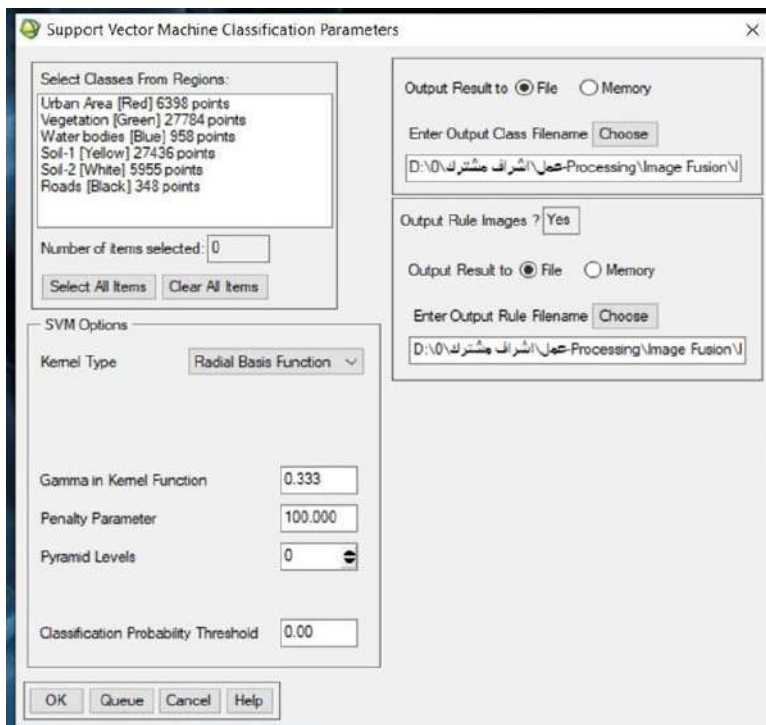 Support Vector Machine Classification Parameters
Select Classes From Regions:
Urban Area [Red] 6398 points
Vegetation [Green] 27784 points
Water bodies [Blue] 958 points
Soil-1 [Yellow] 27436 points
Soil-2 [White] 5955 points
Roads [Black] 348 points
Number of items selected: 0
Select All Items Clear All Items
SVM Options
Kernel Type Radial Basis Function
Gamma in Kernel Function 0.333
Penalty Parameter 100.000
Pyramid Levels 0
Classification Probability Threshold 0.00
OK Queue Cancel Help
Output Result to File Memory
Enter Output Class Filename Choose
D:\0\عمل\اشراف مشترك-Processing\Image Fusion\I
Output Rule Images ? Yes
Output Result to File Memory
Enter Output Rule Filename Choose
D:\0\عمل\اشراف مشترك-Processing\Image Fusion\I